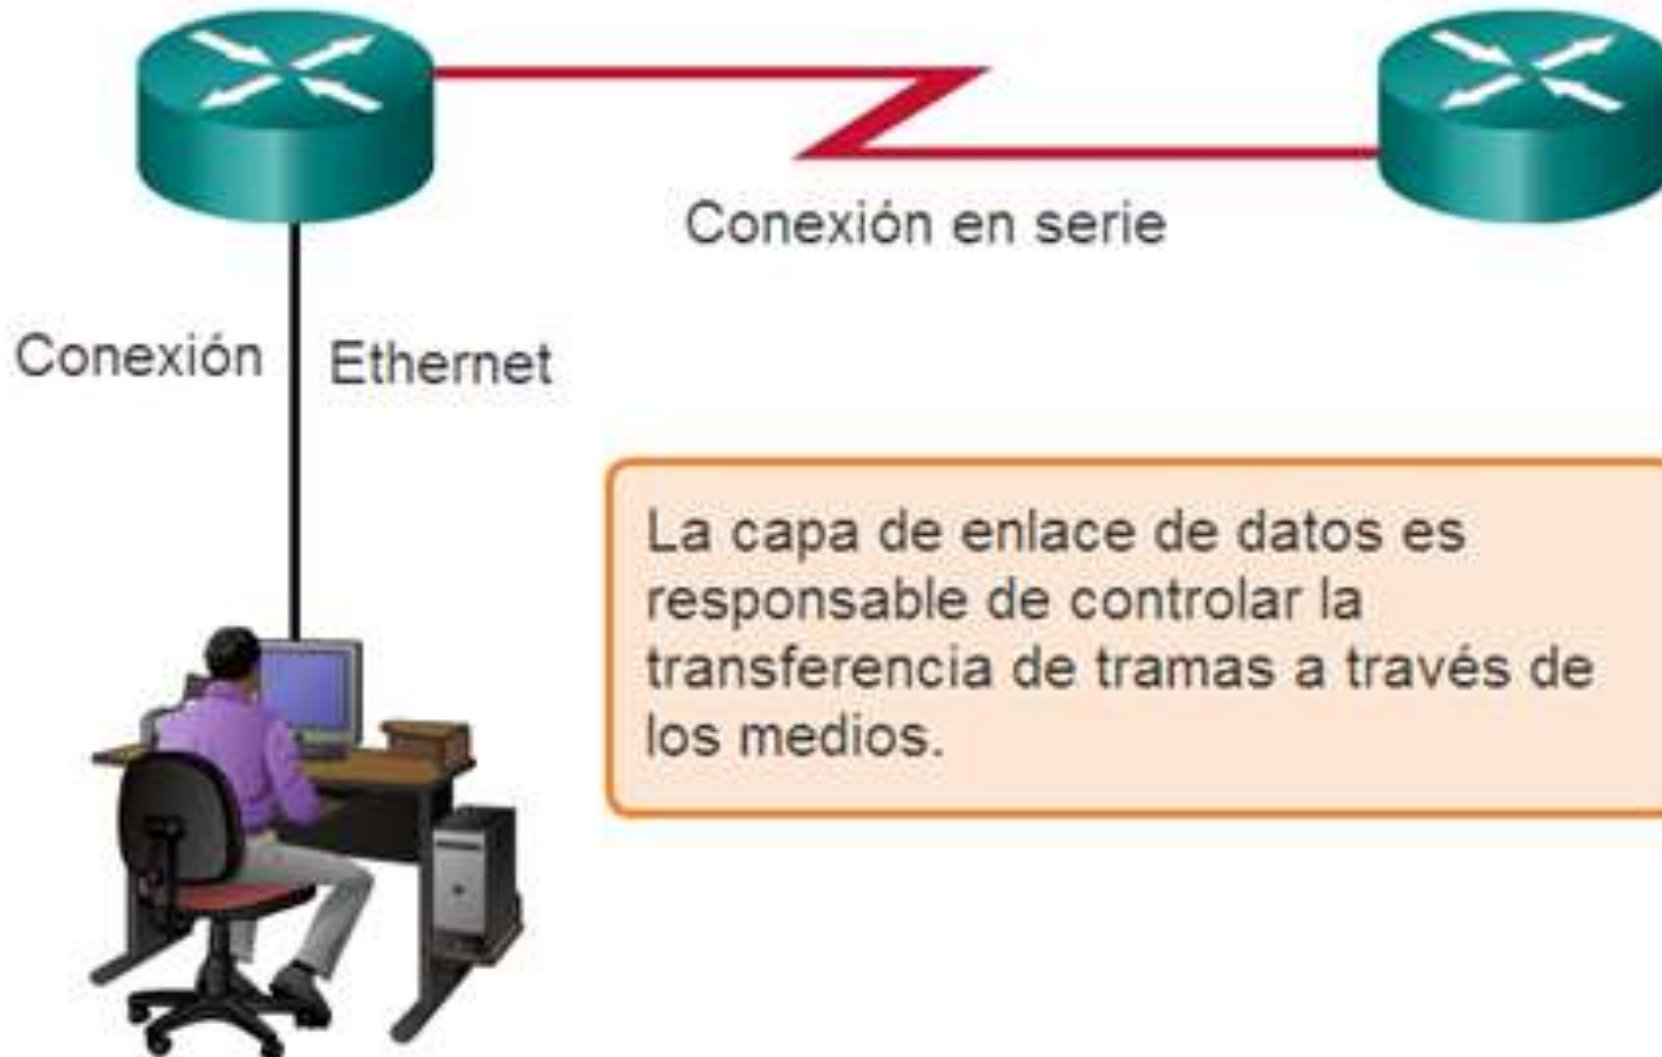 Conexión en serie
Conexión Ethernet
La capa de enlace de datos es
responsable de controlar la
transferencia de tramas a través de
los medios.